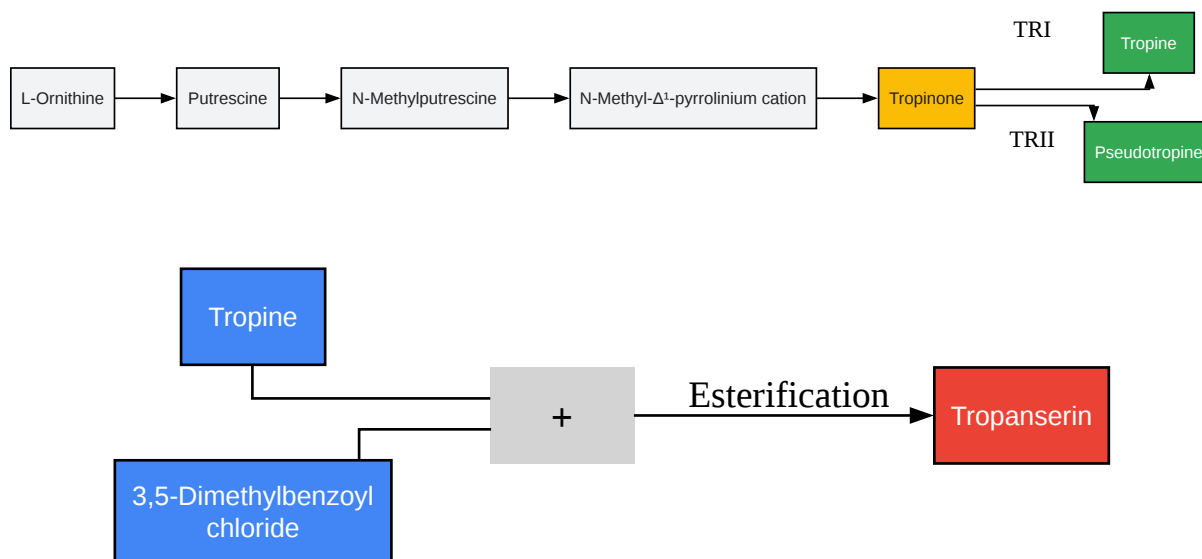 TRI
Tropine
L-Ornithine
Putrescine
N-Methylputrescine
N-Methyl-Δ¹-pyrrolinium cation
Tropinone
TRII
Pseudotropine
Tropine
+
Esterification
Tropanserin
3,5-Dimethylbenzoyl
chloride